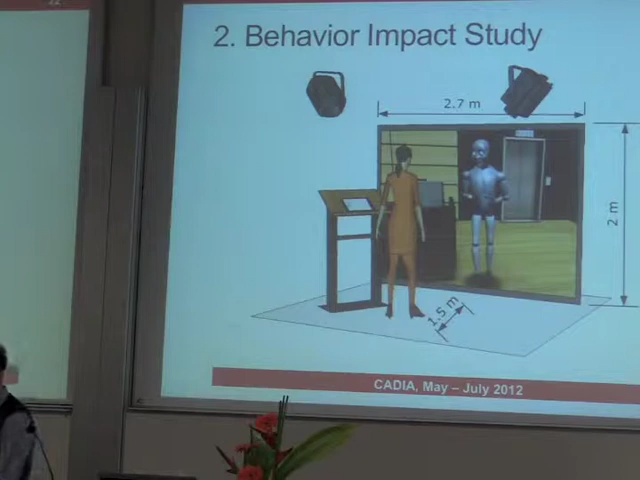 2. Behavior Impact Study
2.7 m
2 m
1.5 m
CADIA, May – July 2012